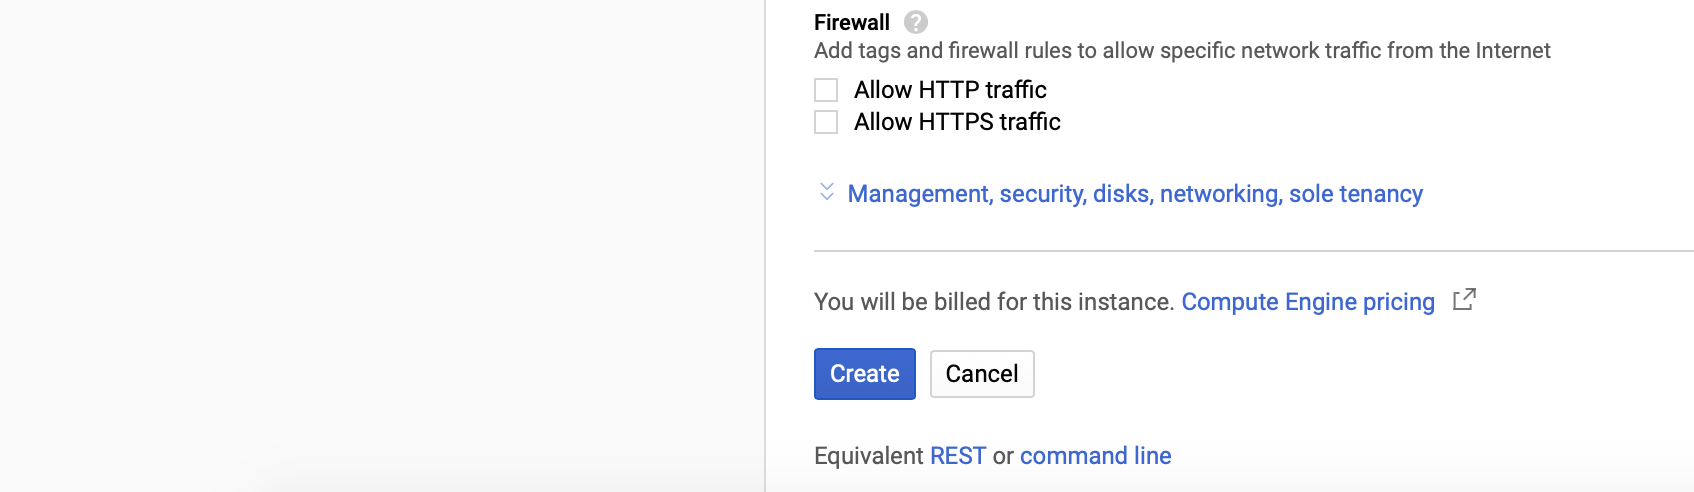 Firewall ?
Add tags and firewall rules to allow specific network traffic from the Internet
Allow HTTP traffic
Allow HTTPS traffic
Management, security, disks, networking, sole tenancy
You will be billed for this instance. Compute Engine pricing
Create Cancel
Equivalent REST or command line